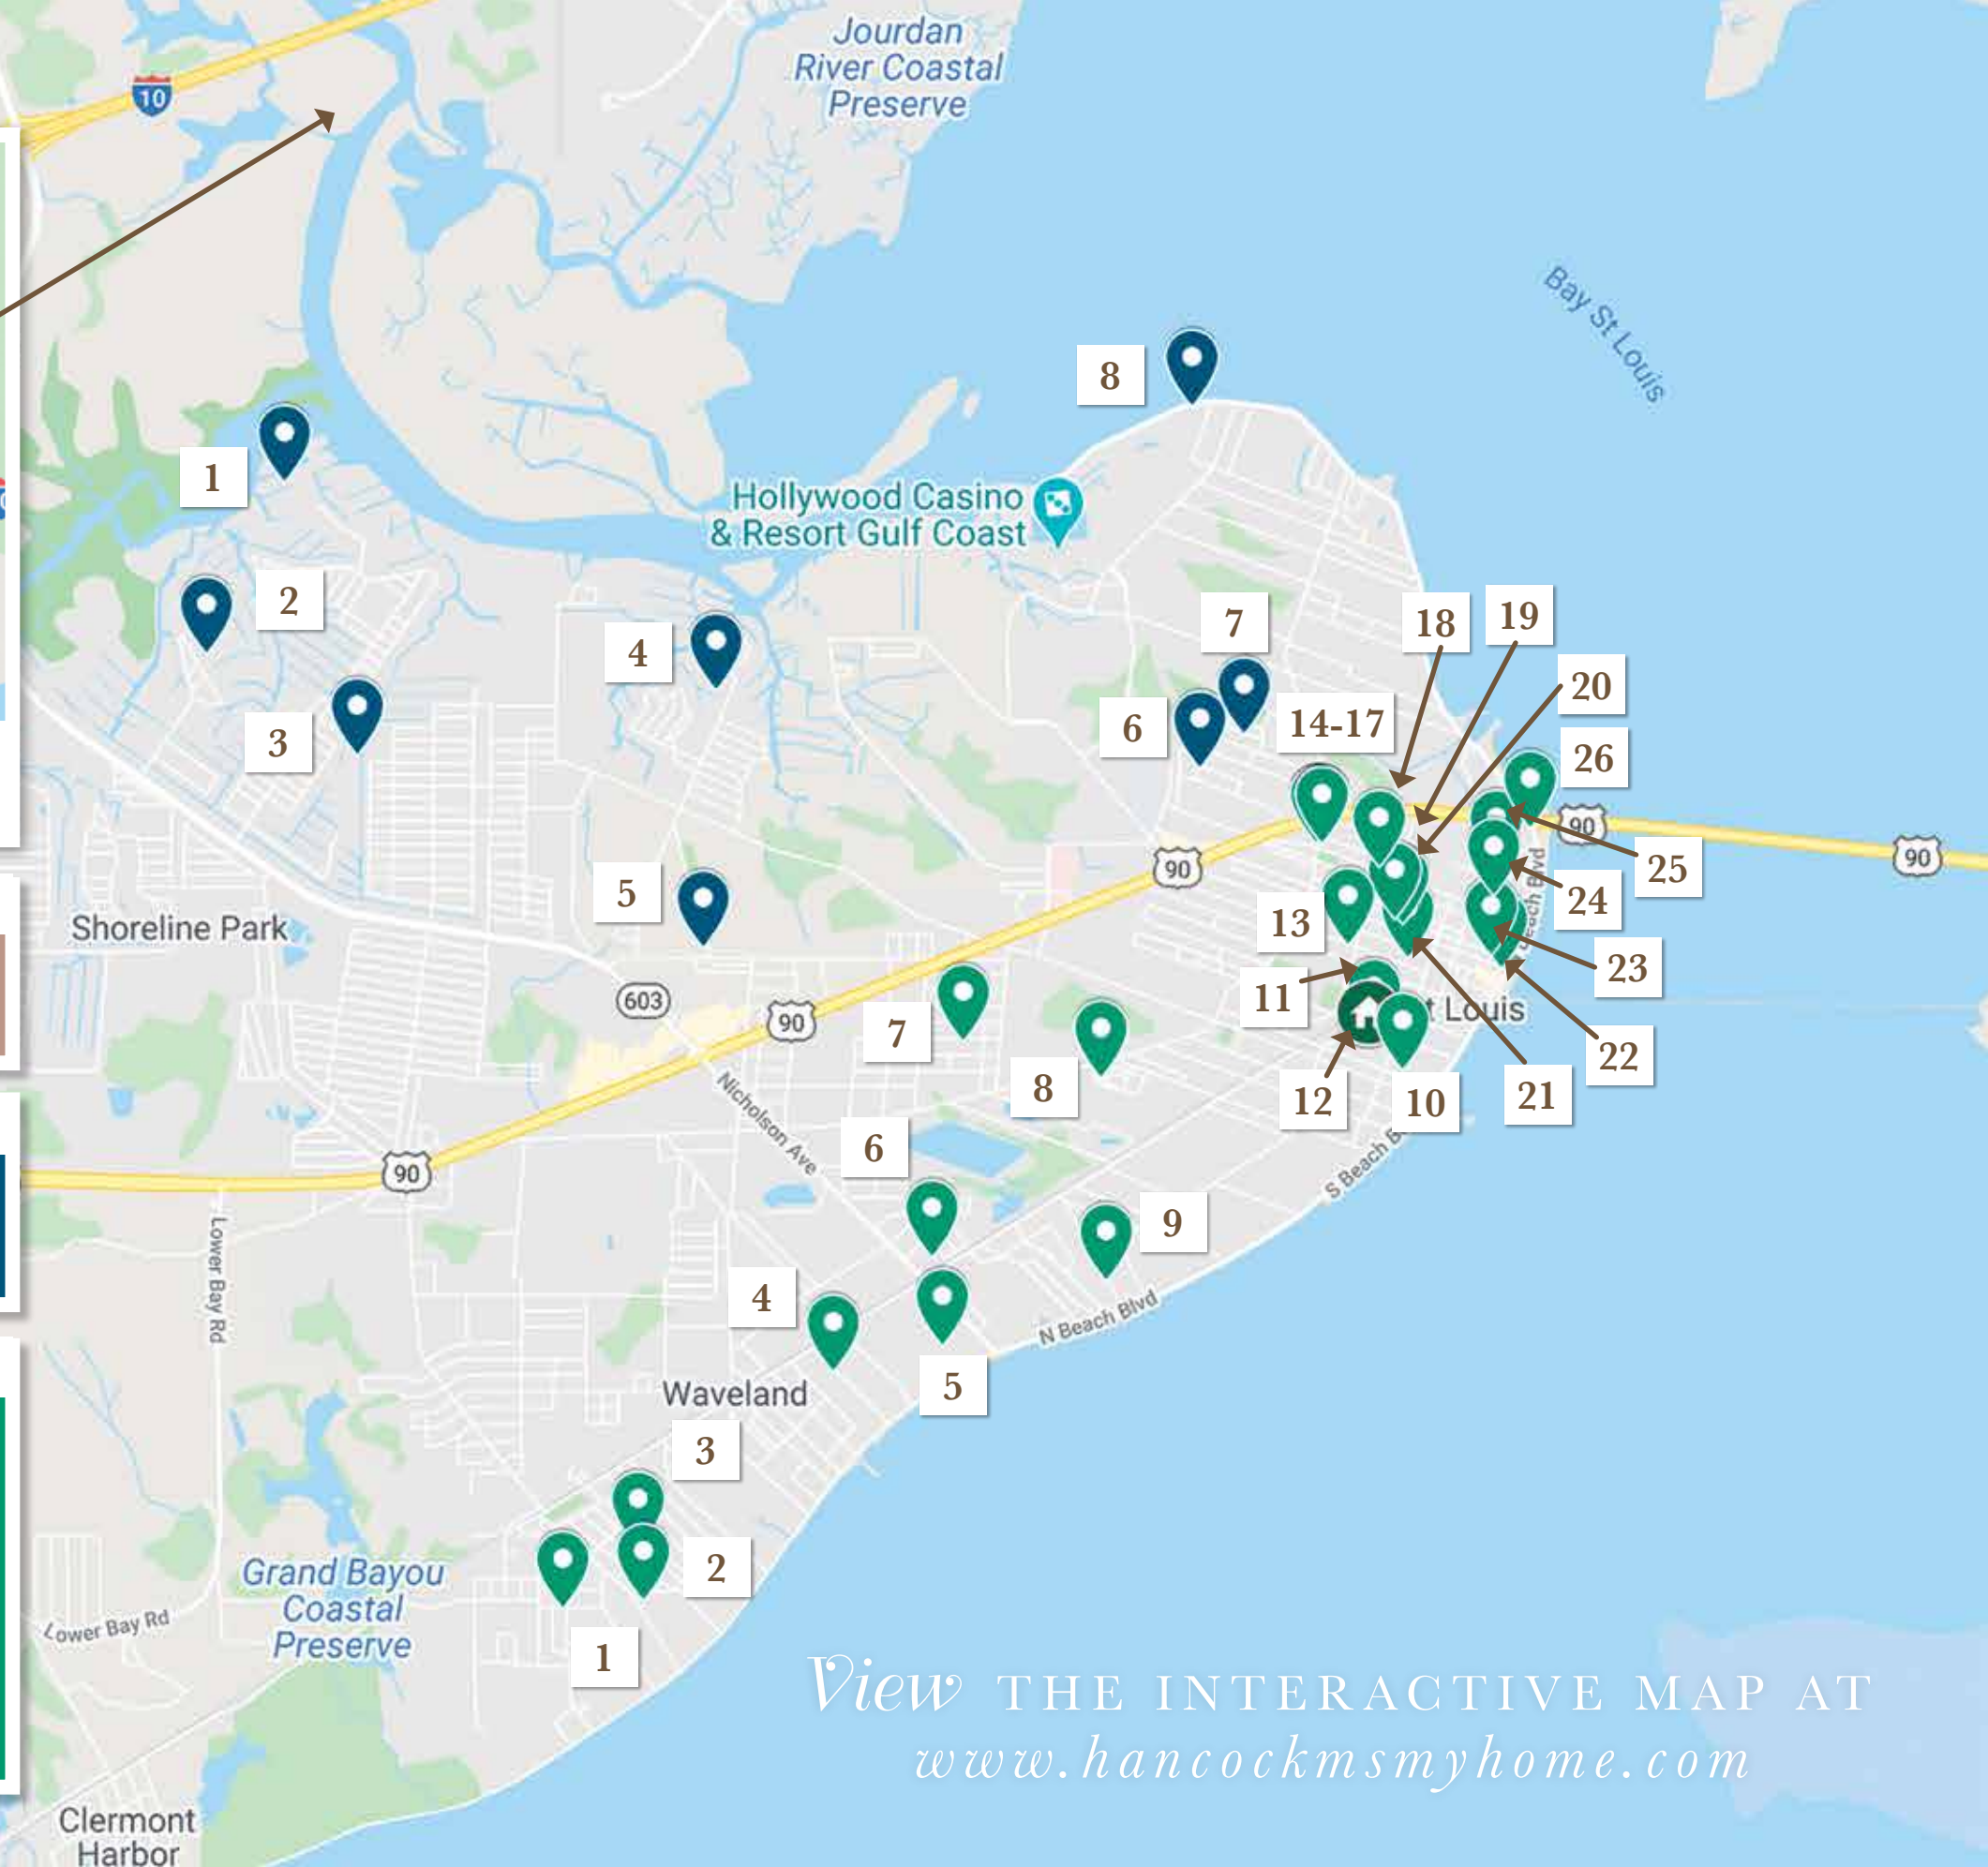 Jourdan
River Coastal
Preserve
10
Bay St Louis
8
1
Hollywood Casino
& Resort Gulf Coast
2
7
18
19
4
20
6
14-17
3
26
90
90
90
25
5
24
13
Shoreline Park
23
11
603
t Louis
90
7
22
8
12
10
21
Nicholson Ave
6
S Beach B
90
9
Lower Bay Rd
4
N Beach Blvd
5
Waveland
3
2
Grand Bayou
Coastal
Preserve
Lower Bay Rd
1
View THE INTERACTIVE MAP AT
www.hancockmsmyhome.com
Clermont
Harbor